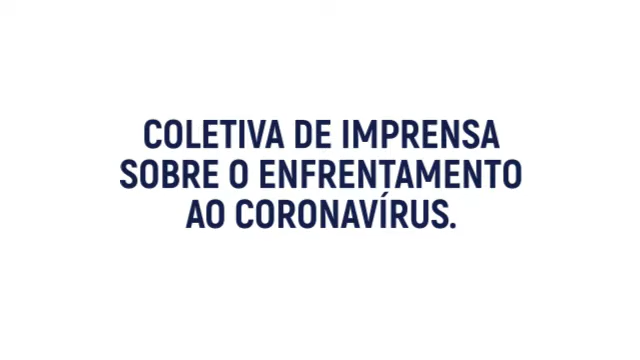 COLETIVA DE IMPRENSA
SOBRE O ENFRENTAMENTO
AO CORONAVÍRUS.